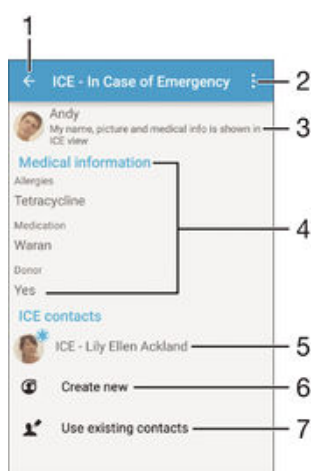 1
ICE - In Case of Emergency
2
Andy
My name, picture and medical info is shown in
ICE view
3
Medical information
Allergies
Tetracycline
Medication
Waran
4
Donor
Yes
ICE contacts
ICE - Lily Ellen Ackland
5
Create new
6
Use existing contacts
7